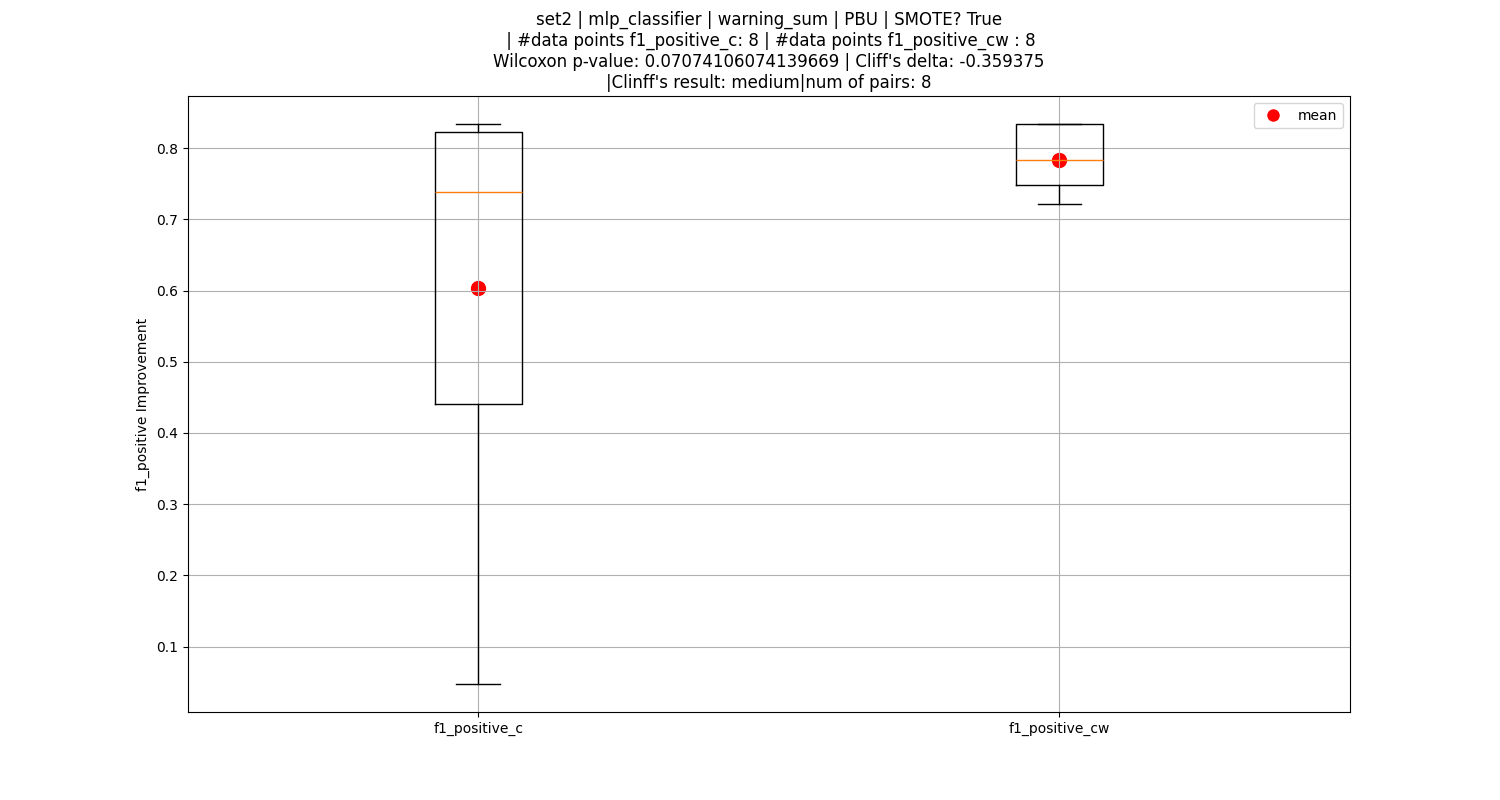 set2 | mlp_classifier | warning_sum | PBU | SMOTE? True
| #data points f1_positive_c: 8 | #data points f1_positive_cw : 8
Wilcoxon p-value: 0.07074106074139669 | Cliff's delta: -0.359375
|Clinff's result: medium|num of pairs: 8
mean
0.8
0.7
0.6
0.5
0.4
0.3
0.2
0.1
f1_positive Improvement
f1_positive_c
f1_positive_cw